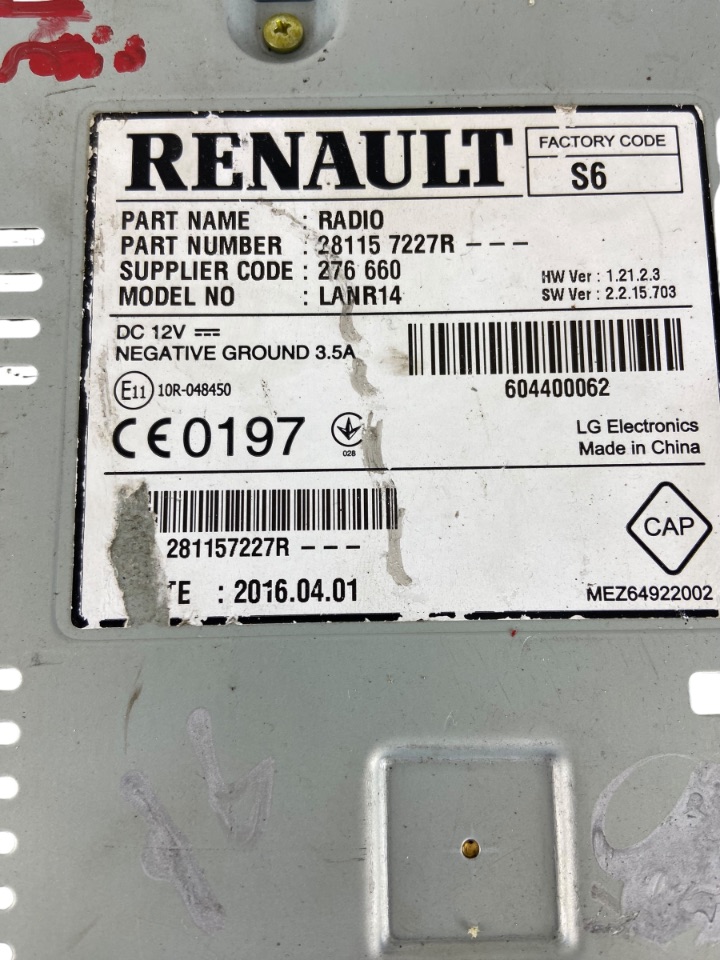 RENAULT
FACTORY CODE
S6
PART NAME : RADIO
PART NUMBER : 28115 7227R - - -
SUPPLIER CODE : 276 660
MODEL NO : LANR14
HW Ver : 1.21.2.3
SW Ver : 2.2.15.703
DC 12V
NEGATIVE GROUND 3.5A
E11 10R-048450
604400062
CE0197
028
LG Electronics
Made in China
281157227R - - -
CAP
TE : 2016.04.01
MEZ64922002